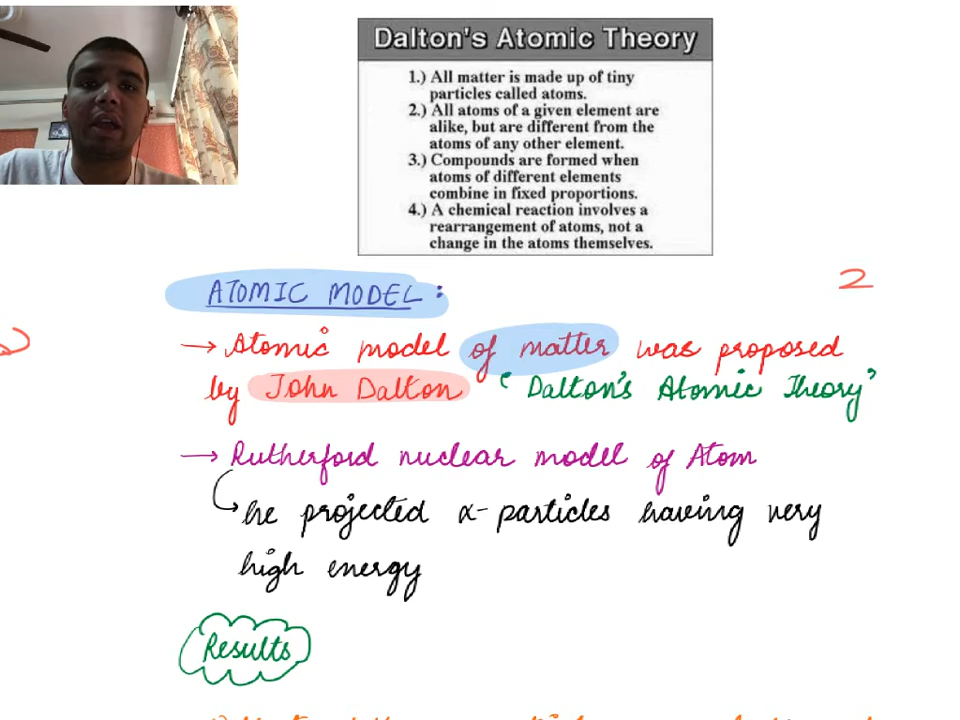 Dalton's Atomic Theory
1.) All matter is made up of tiny
particles called atoms.
2.) All atoms of a given element are
alike, but are different from the
atoms of any other element.
3.) Compounds are formed when
atoms of different elements
combine in fixed proportions.
4.) A chemical reaction involves a
rearrangement of atoms, not a
change in the atoms themselves.
2
ATOMIC MODEL:
→ Atomic model of matter was proposed
by John Dalton "Dalton's Atomic Theory"
→ Rutherford nuclear model of Atom
↳ he projected α-particles having very
high energy
Results